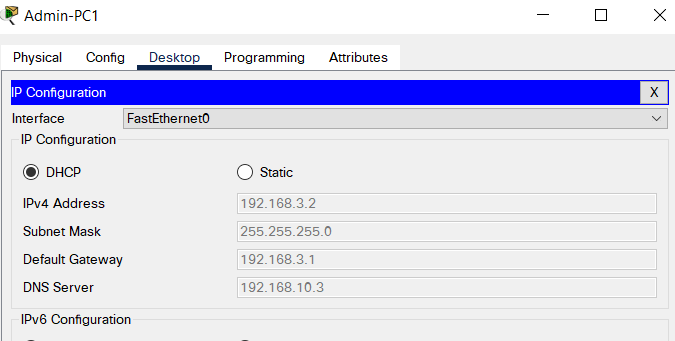 Admin-PC1
Physical Config Desktop Programming Attributes
IP Configuration X
Interface FastEthernet0
IP Configuration
DHCP Static
IPv4 Address 192.168.3.2
Subnet Mask 255.255.255.0
Default Gateway 192.168.3.1
DNS Server 192.168.10.3
IPv6 Configuration